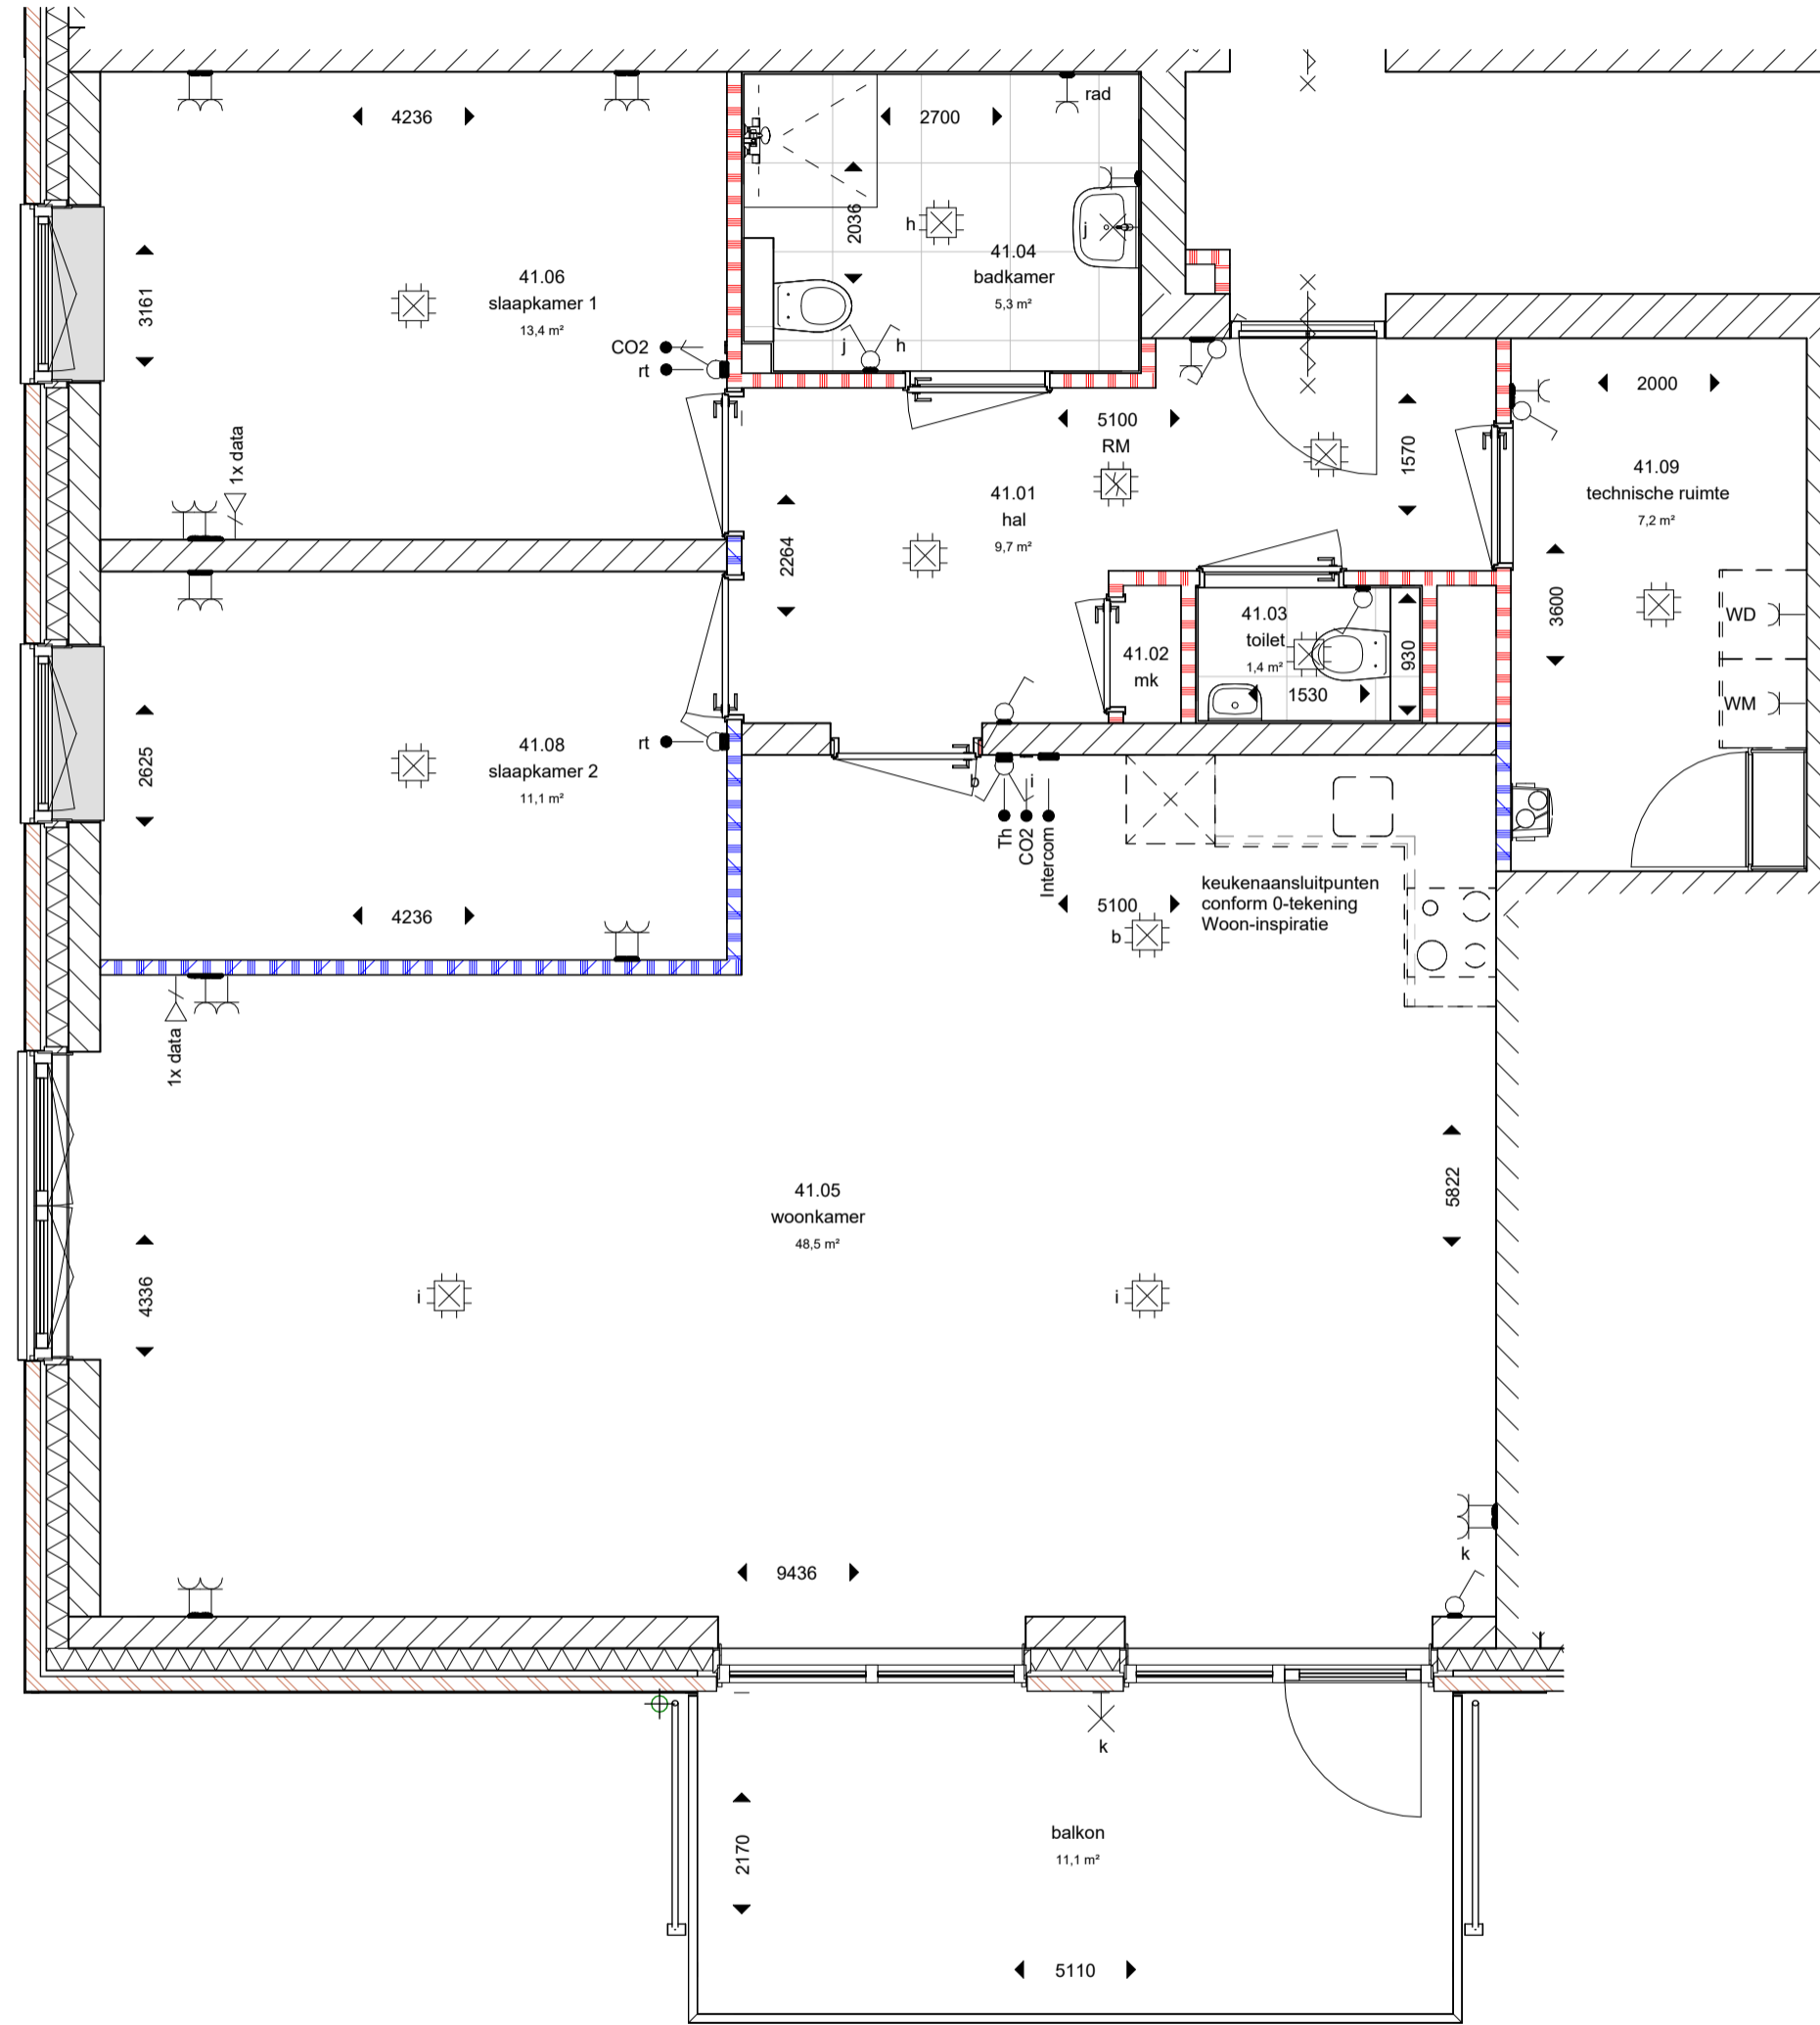 4236
3161
41.06
slaapkamer 1
13,4 m²
CO2
rt
1x data
2700
rad
2036
h
j
41.04
badkamer
5,3 m²
j
h
5100
RM
1570
41.01
hal
9,7 m²
2264
2000
41.09
technische ruimte
7,2 m²
3600
WD
WM
41.03
toilet
1,4 m²
930
1530
41.02
mk
2625
41.08
slaapkamer 2
11,1 m²
rt
4236
1x data
b
i
Th
CO2
Intercom
5100
b
keukenaansluitpunten
conform 0-tekening
Woon-inspiratie
5822
41.05
woonkamer
48,5 m²
4336
i
i
9436
k
k
balkon
11,1 m²
2170
5110